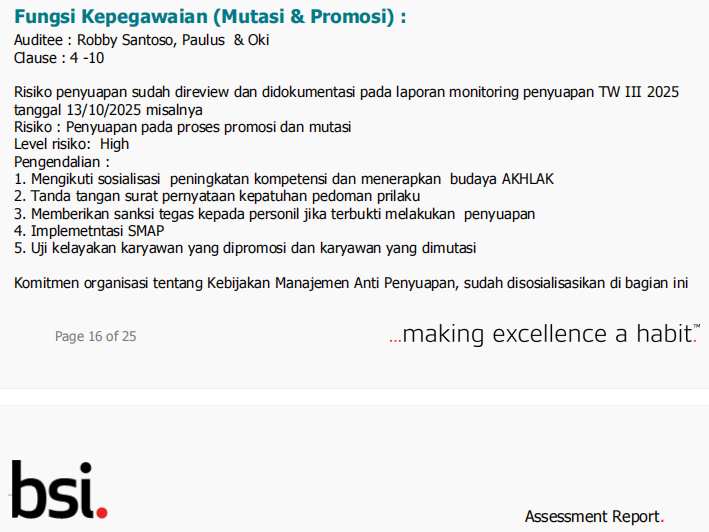 Fungsi Kepegawaian (Mutasi & Promosi) :
Auditee : Robby Santoso, Paulus  & Oki
Clause : 4 -10
Risiko penyuapan sudah direview dan didokumentasi pada laporan monitoring penyuapan TW III 2025
tanggal 13/10/2025 misalnya
Risiko : Penyuapan pada proses promosi dan mutasi
Level risiko:  High
Pengendalian :
1. Mengikuti sosialisasi  peningkatan kompetensi dan menerapkan  budaya AKHLAK
2. Tanda tangan surat pernyataan kepatuhan pedoman prilaku
3. Memberikan sanksi tegas kepada personil jika terbukti melakukan  penyuapan
4. Implemetntasi SMAP
5. Uji kelayakan karyawan yang dipromosi dan karyawan yang dimutasi
Komitmen organisasi tentang Kebijakan Manajemen Anti Penyuapan, sudah disosialisasikan di bagian ini
Page 16 of 25
...making excellence a habit.™
bsi.
Assessment Report.